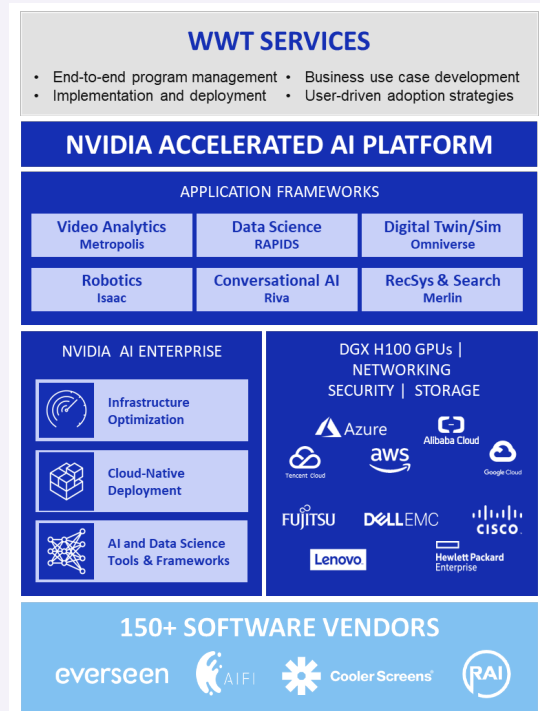 WWT SERVICES
• End-to-end program management
• Implementation and deployment
• Business use case development
• User-driven adoption strategies
NVIDIA ACCELERATED AI PLATFORM
APPLICATION FRAMEWORKS
Video Analytics
Metropolis
Data Science
RAPIDS
Digital Twin/Sim
Omniverse
Robotics
Isaac
Conversational AI
Riva
RecSys & Search
Merlin
NVIDIA AI ENTERPRISE
Infrastructure
Optimization
Cloud-Native
Deployment
AI and Data Science
Tools & Frameworks
DGX H100 GPUs |
NETWORKING
SECURITY | STORAGE
Azure
Alibaba Cloud
Tencent Cloud
aws
Google Cloud
FUJITSU
DELLEMC
CISCO
Lenovo
Hewlett Packard
Enterprise
150+ SOFTWARE VENDORS
everseen
AIFI
Cooler Screens
RAI